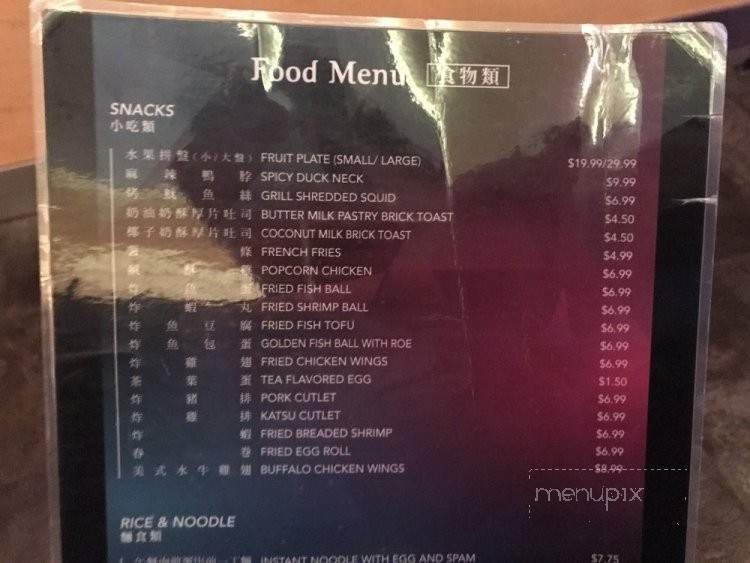 Food Menu 食物類
SNACKS
小吃類
水果拼盤(小/大盤) FRUIT PLATE (SMALL/ LARGE) $19.99/29.99
麻辣鴨脖 SPICY DUCK NECK $9.99
烤魷魚絲 GRILL SHREDDED SQUID $6.99
奶油奶酥厚片吐司 BUTTER MILK PASTRY BRICK TOAST $4.50
椰子奶酥厚片吐司 COCONUT MILK BRICK TOAST $4.50
薯條 FRENCH FRIES $4.99
鹹酥雞 POPCORN CHICKEN $6.99
炸魚蛋 FRIED FISH BALL $6.99
炸蝦丸 FRIED SHRIMP BALL $6.99
炸魚豆腐 FRIED FISH TOFU $6.99
炸魚包蛋 GOLDEN FISH BALL WITH ROE $6.99
炸雞翅 FRIED CHICKEN WINGS $6.99
茶葉蛋 TEA FLAVORED EGG $1.50
炸豬排 PORK CUTLET $6.99
炸雞排 KATSU CUTLET $6.99
炸蝦 FRIED BREADED SHRIMP $6.99
春卷 FRIED EGG ROLL $6.99
美式水牛雞翅 BUFFALO CHICKEN WINGS $8.99
menupix
RICE & NOODLE
麵食類
INSTANT NOODLE WITH EGG AND SPAM $7.75